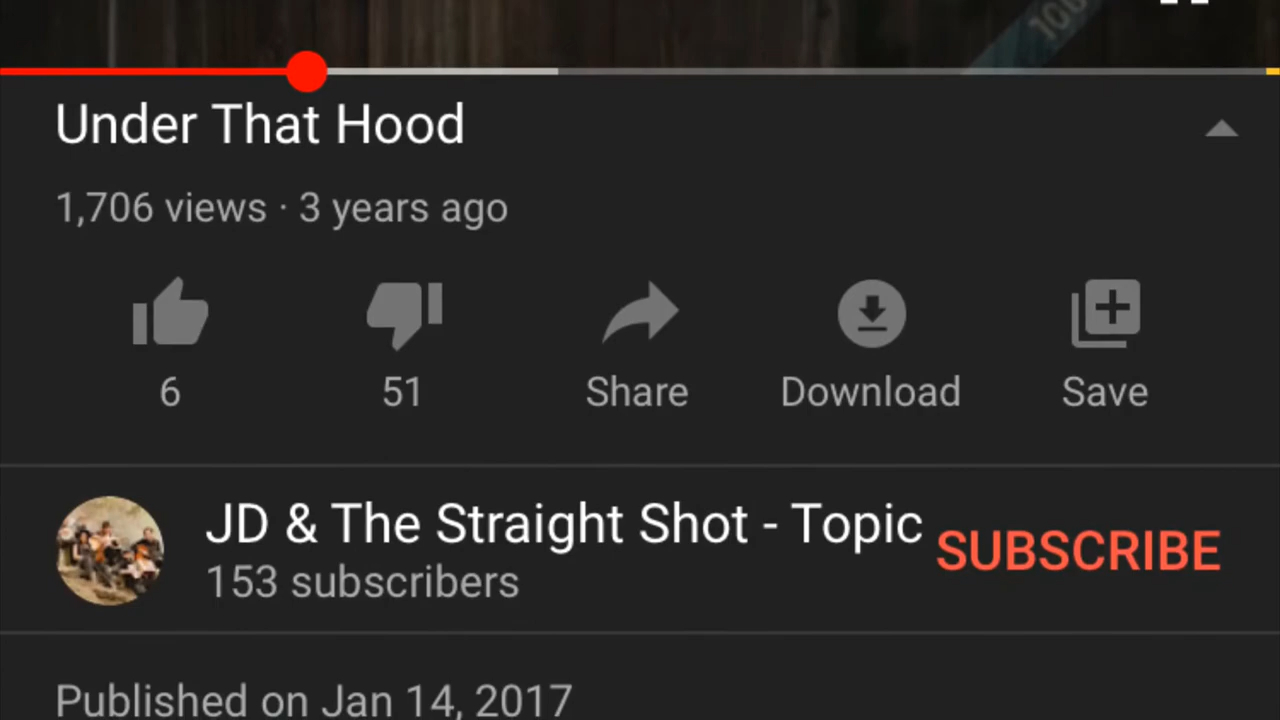 100
Under That Hood
1,706 views · 3 years ago
6
51
Share
Download
Save
JD & The Straight Shot - Topic
153 subscribers
SUBSCRIBE
Published on Jan 14, 2017